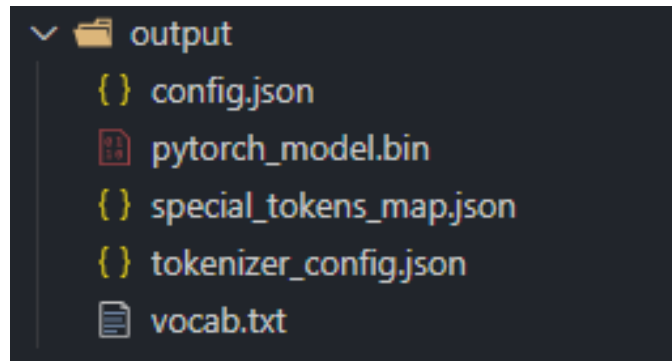 output
config.json
pytorch_model.bin
special_tokens_map.json
tokenizer_config.json
vocab.txt